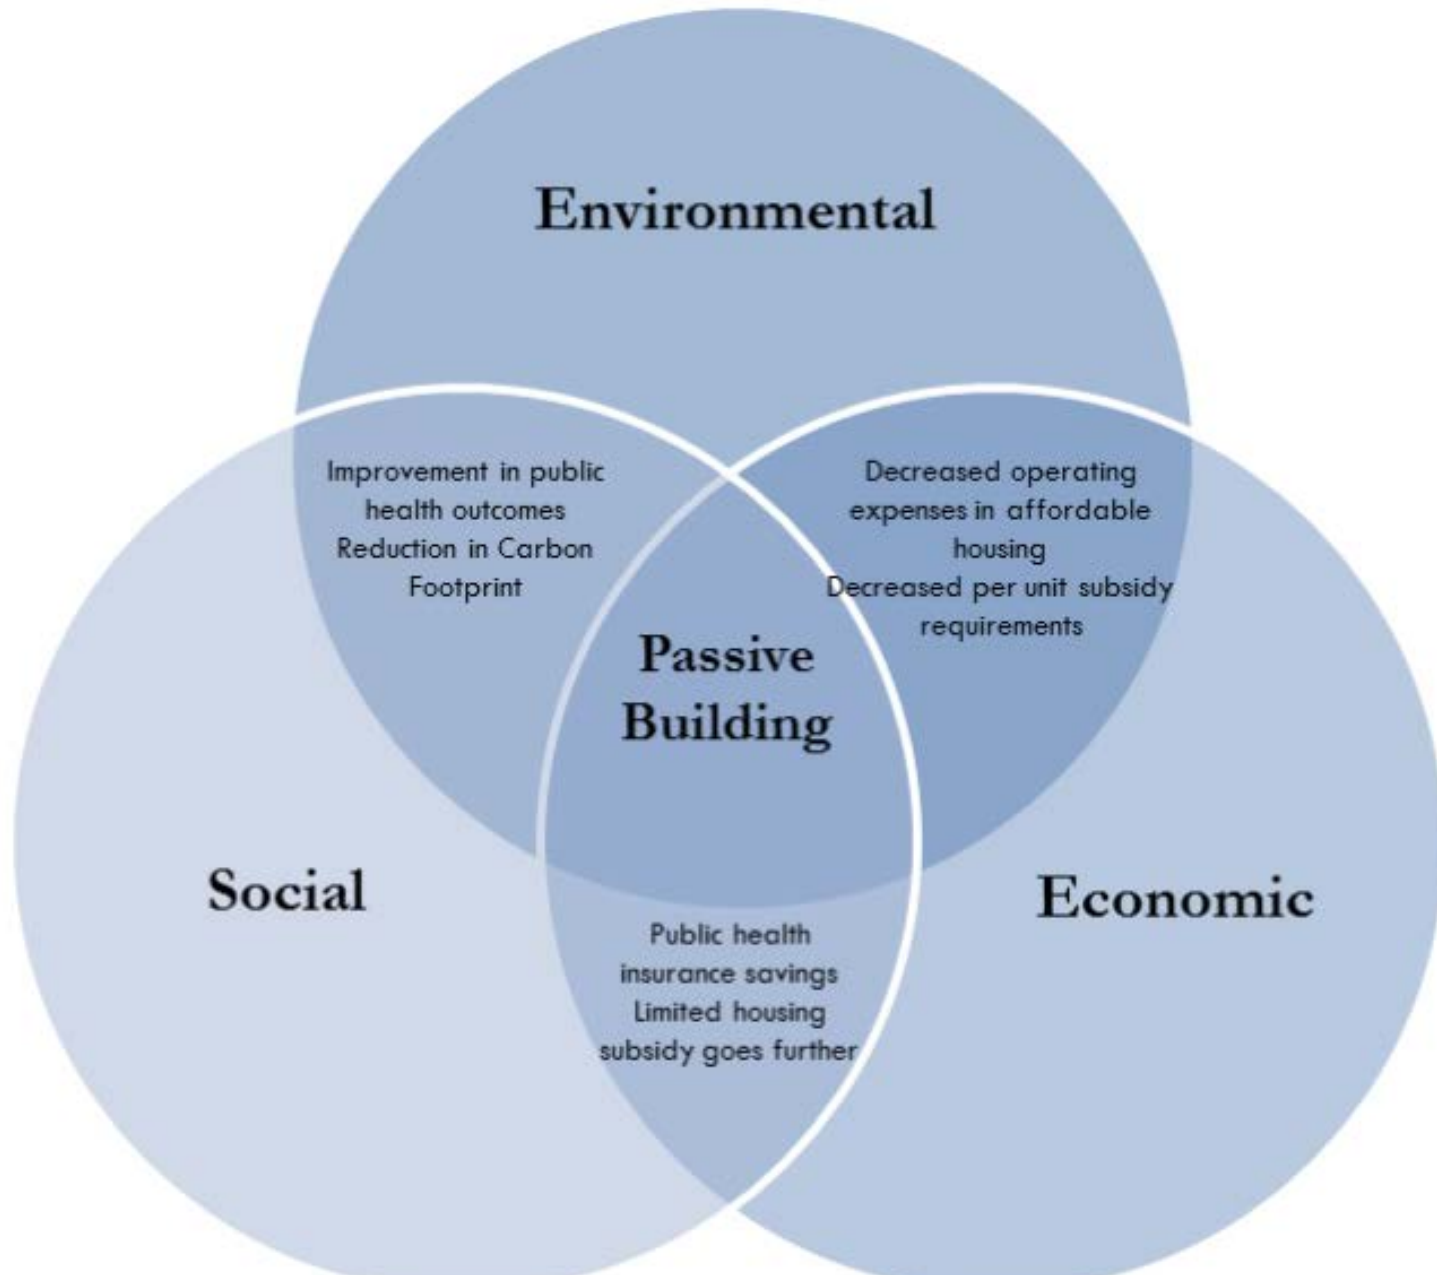 Environmental
Improvement in public
health outcomes
Reduction in Carbon
Footprint
Decreased operating
expenses in affordable
housing
Decreased per unit subsidy
requirements
Passive
Building
Social
Economic
Public health
insurance savings
Limited housing
subsidy goes further